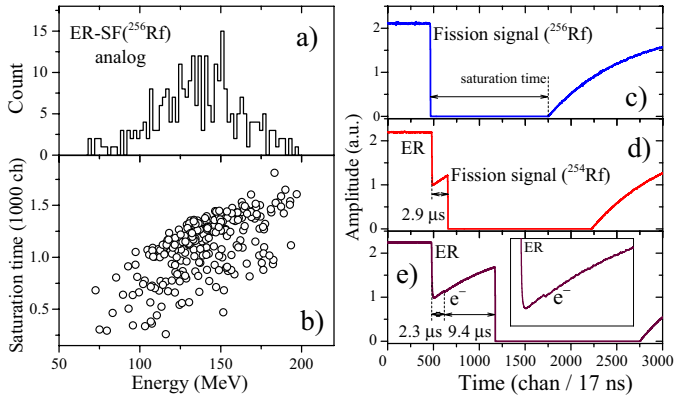 ER-SF(²⁵⁶Rf)
analog
a)
Count
15
10
5
0
b)
Saturation time (1000 ch)
1.5
1.0
0.5
50 100 150 200
Energy (MeV)
Amplitude (a.u.)
2
1
0
Fission signal (²⁵⁶Rf)
saturation time
c)
2
1
0
ER
d)
Fission signal (²⁵⁴Rf)
2.9 μs
2
1
0
ER
ER
e)
e⁻
e⁻
2.3 μs 9.4 μs
0 500 1000 1500 2000 2500 3000
Time (chan / 17 ns)